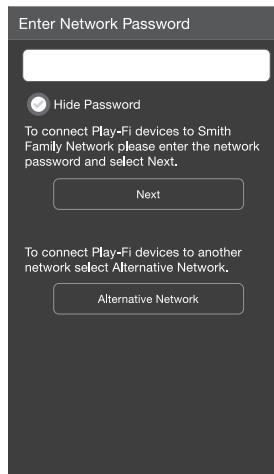 Enter Network Password
Hide Password
To connect Play-Fi devices to Smith
Family Network please enter the network
password and select Next.
Next
To connect Play-Fi devices to another
network select Alternative Network.
Alternative Network